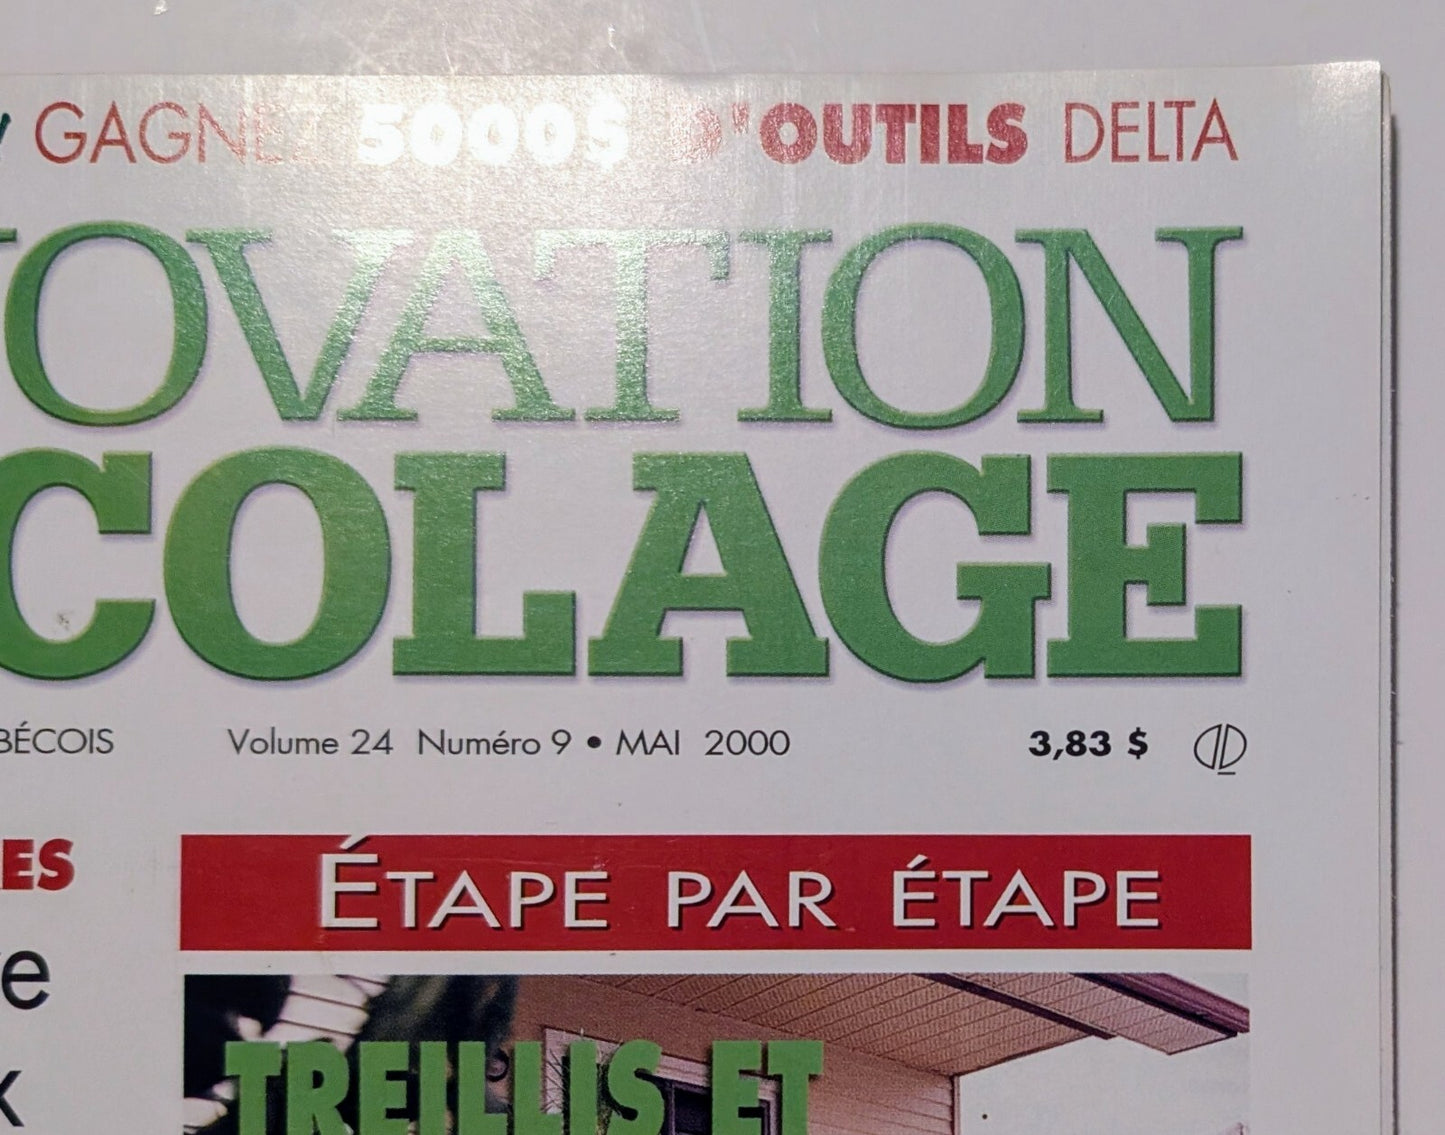 GAGNEZ 5000$ D'OUTILS DELTA
OVATION
COLAGE
BÉCOIS Volume 24 Numéro 9 • MAI 2000 3,83 $
ES
ÉTAPE PAR ÉTAPE
e
x
TREILLIS ET